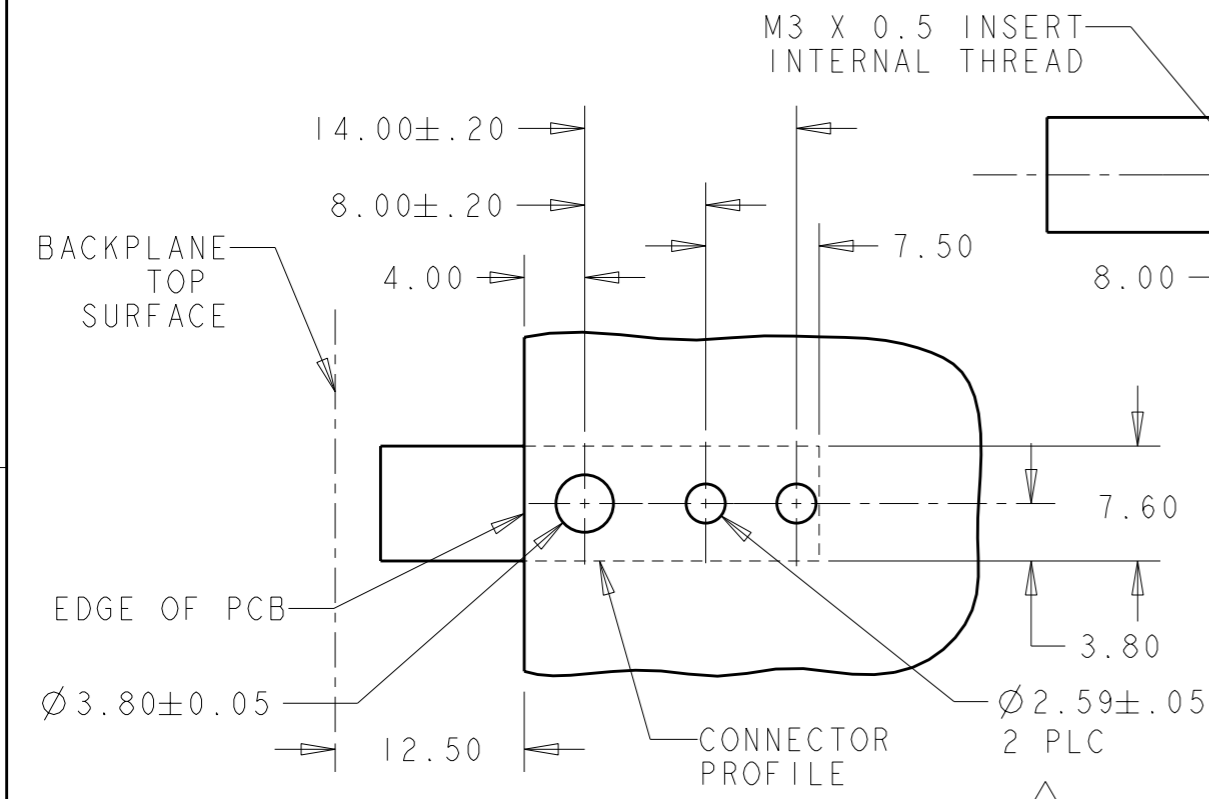 M3 X 0.5 INSERT
INTERNAL THREAD
14.00±.20
8.00±.20
BACKPLANE
TOP
SURFACE
4.00
7.50
8.00
7.60
EDGE OF PCB
3.80
Ø3.80±0.05
Ø2.59±.05
2 PLC
12.50
CONNECTOR
PROFILE